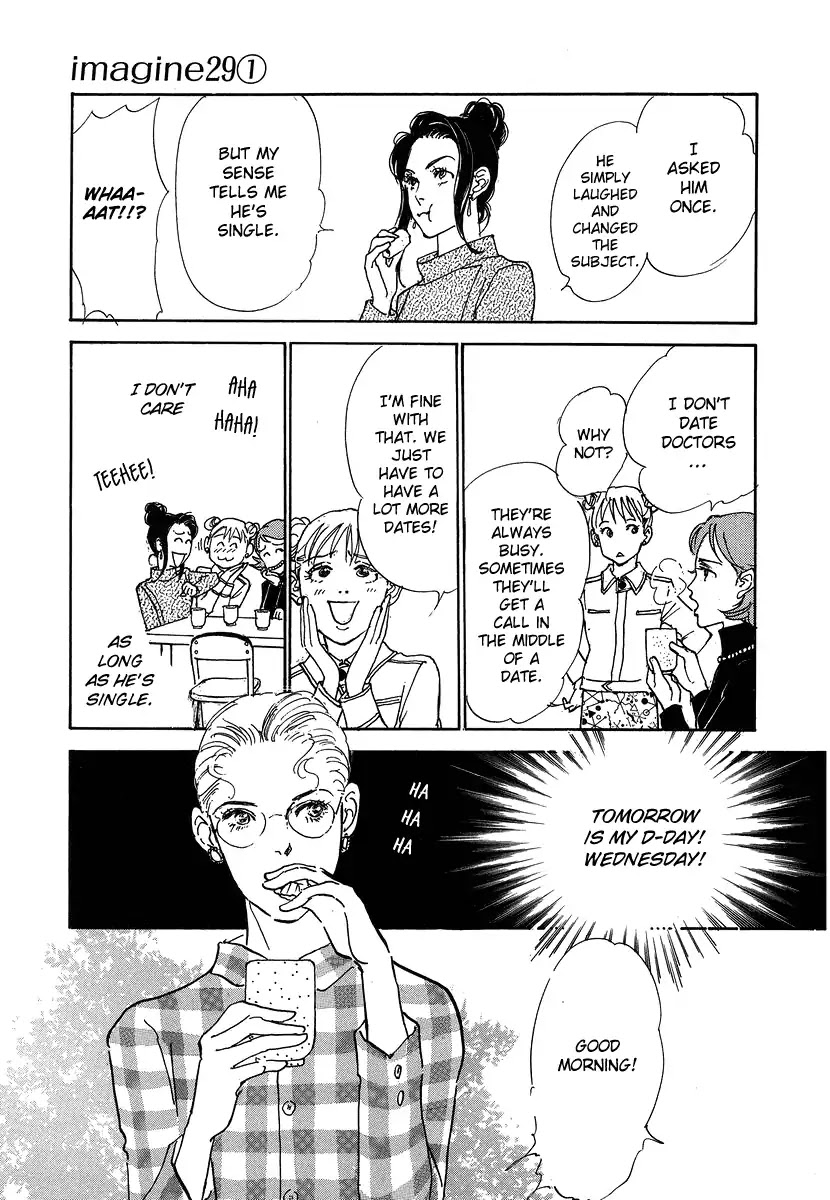 imagine29①
I
ASKED
HIM
ONCE.
HE
SIMPLY
LAUGHED
AND
CHANGED
THE
SUBJECT.
BUT MY
SENSE
TELLS ME
HE'S
SINGLE.
WHAA-
AAT!!?
I DON'T
DATE
DOCTORS
...
WHY
NOT?
THEY'RE
ALWAYS
BUSY.
SOMETIMES
THEY'LL
GET A
CALL IN
THE MIDDLE
OF A
DATE.
I'M FINE
WITH
THAT. WE
JUST
HAVE TO
HAVE A
LOT MORE
DATES!
I DON'T
CARE
AHA
HAHA!
TEEHEE!
AS
LONG
AS HE'S
SINGLE.
TOMORROW
IS MY D-DAY!
WEDNESDAY!
HA
HA
HA
GOOD
MORNING!